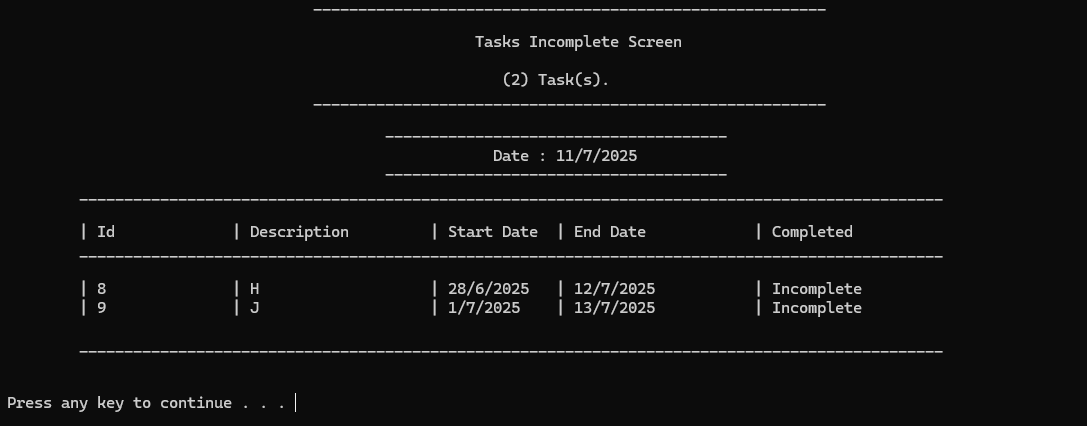 Tasks Incomplete Screen
(2) Task(s).
Date : 11/7/2025
| Id | Description | Start Date | End Date | Completed
| 8 | H | 28/6/2025 | 12/7/2025 | Incomplete
| 9 | J | 1/7/2025 | 13/7/2025 | Incomplete
Press any key to continue . . .